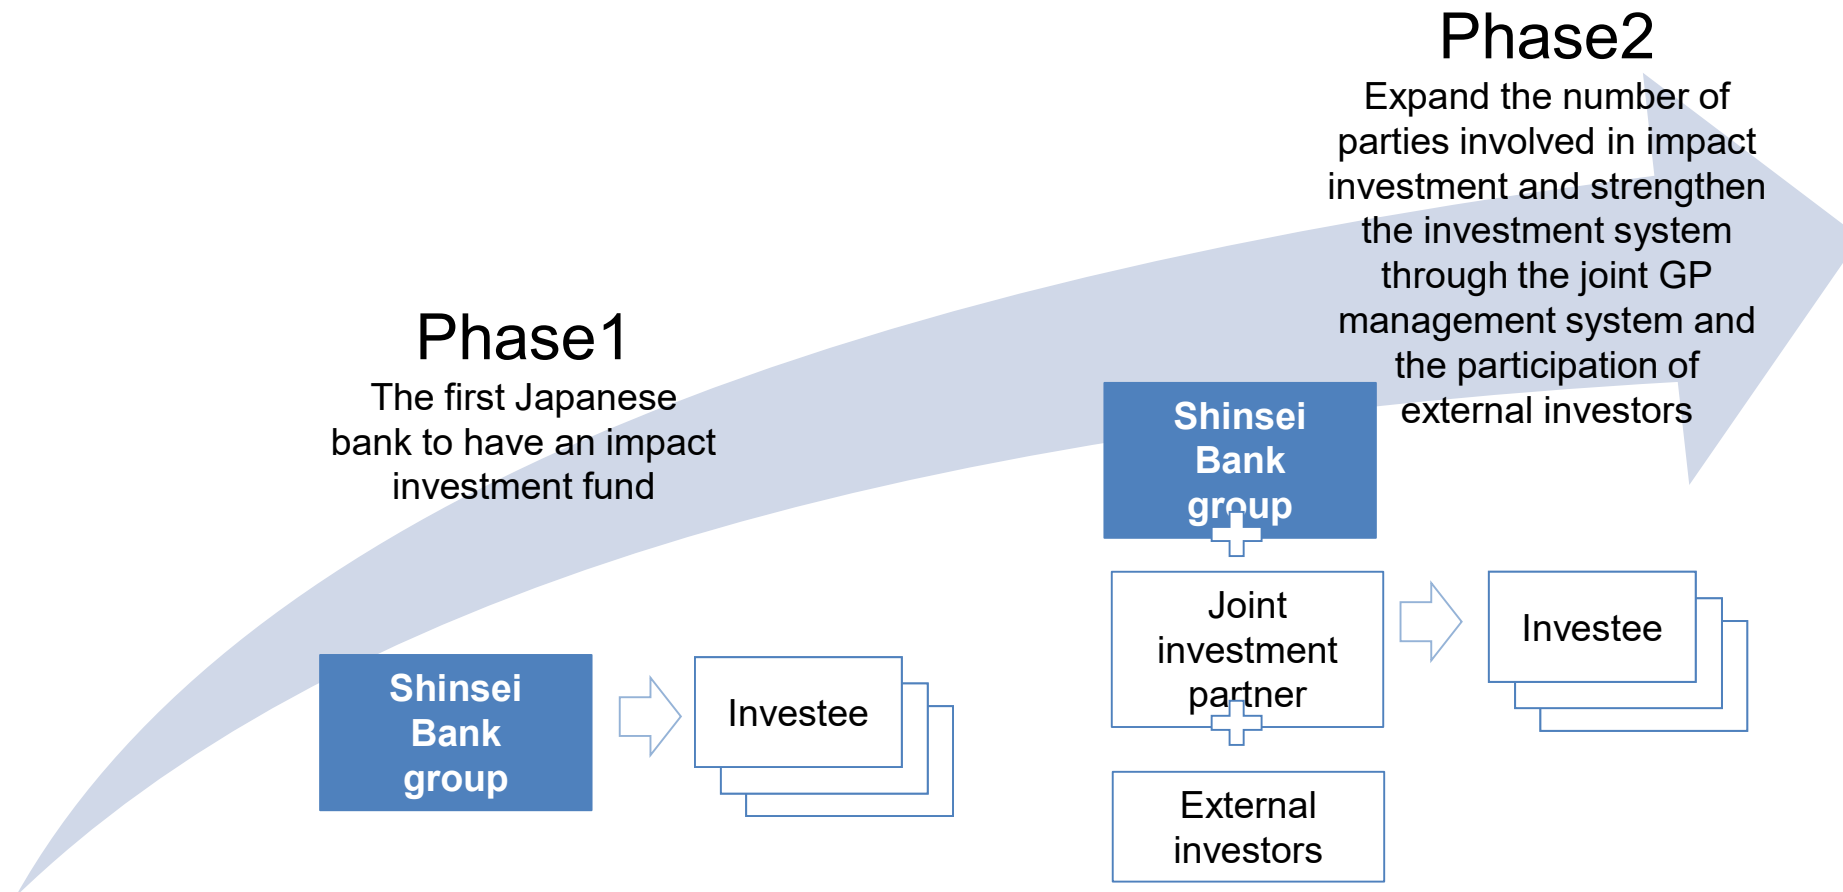 Phase1
The first Japanese
bank to have an impact
investment fund
Shinsei
Bank
group
Investee
Phase2
Expand the number of
parties involved in impact
investment and strengthen
the investment system
through the joint GP
management system and
the participation of
external investors
Shinsei
Bank
group
Joint
investment
partner
External
investors
Investee